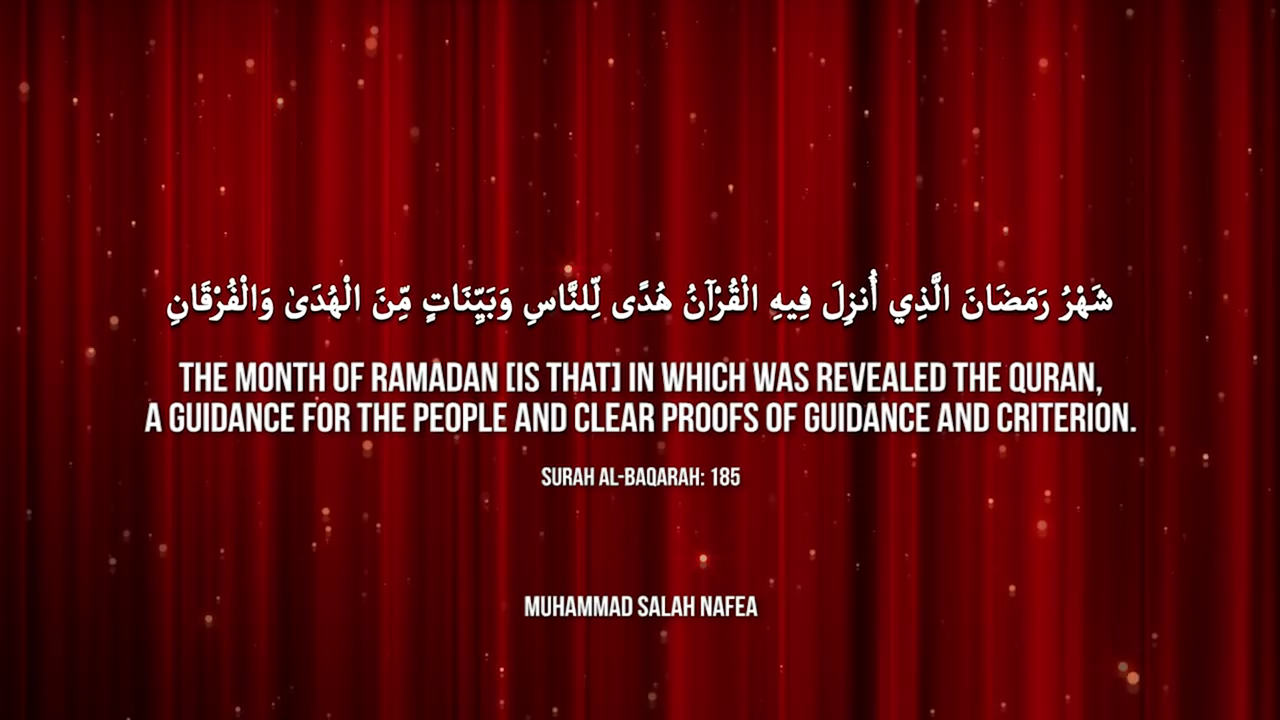 شَهْرُ رَمَضَانَ الَّذِي أُنزِلَ فِيهِ الْقُرْآنُ هُدًى لِّلنَّاسِ وَبَيِّنَاتٍ مِّنَ الْهُدَىٰ وَالْفُرْقَانِ
THE MONTH OF RAMADAN [IS THAT] IN WHICH WAS REVEALED THE QURAN,
A GUIDANCE FOR THE PEOPLE AND CLEAR PROOFS OF GUIDANCE AND CRITERION.
SURAH AL-BAQARAH: 185
MUHAMMAD SALAH NAFEA